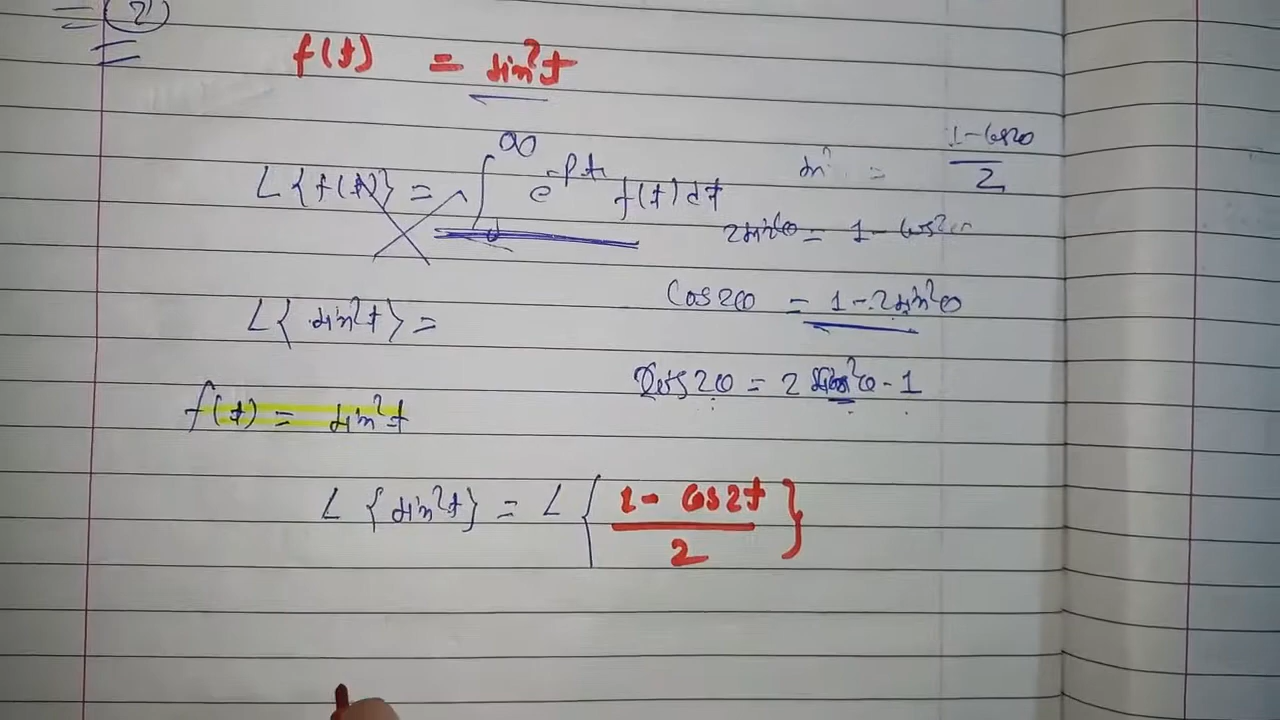 = (2)
f(t) = sin²t
L{f(t)} = ∫₀^∞ e^{-pt} f(t) dt
sin² = (1-cos2θ)/2
2sin²θ = 1 - cos2θ
cos2θ = 1-2sin²θ
L{sin²t} =
cos2θ = 2cos²θ-1
f(t) = sin²t
L{sin²t} = L{(1-cos2t)/2}